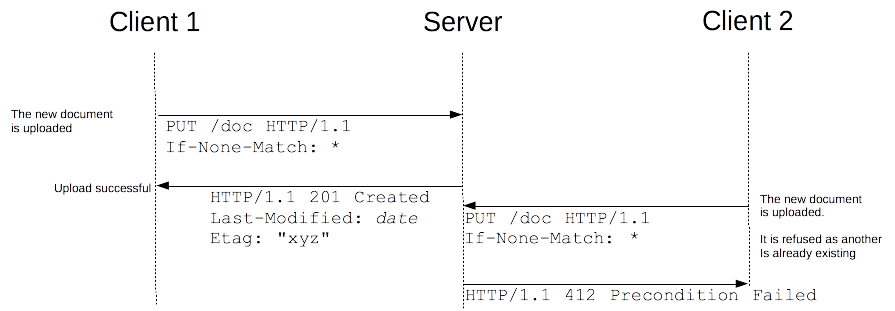 Client 1
Server
Client 2
The new document
is uploaded
PUT /doc HTTP/1.1
If-None-Match: *
Upload successful
HTTP/1.1 201 Created
Last-Modified: date
Etag: "xyz"
The new document
is uploaded.
It is refused as another
Is already existing
PUT /doc HTTP/1.1
If-None-Match: *
HTTP/1.1 412 Precondition Failed